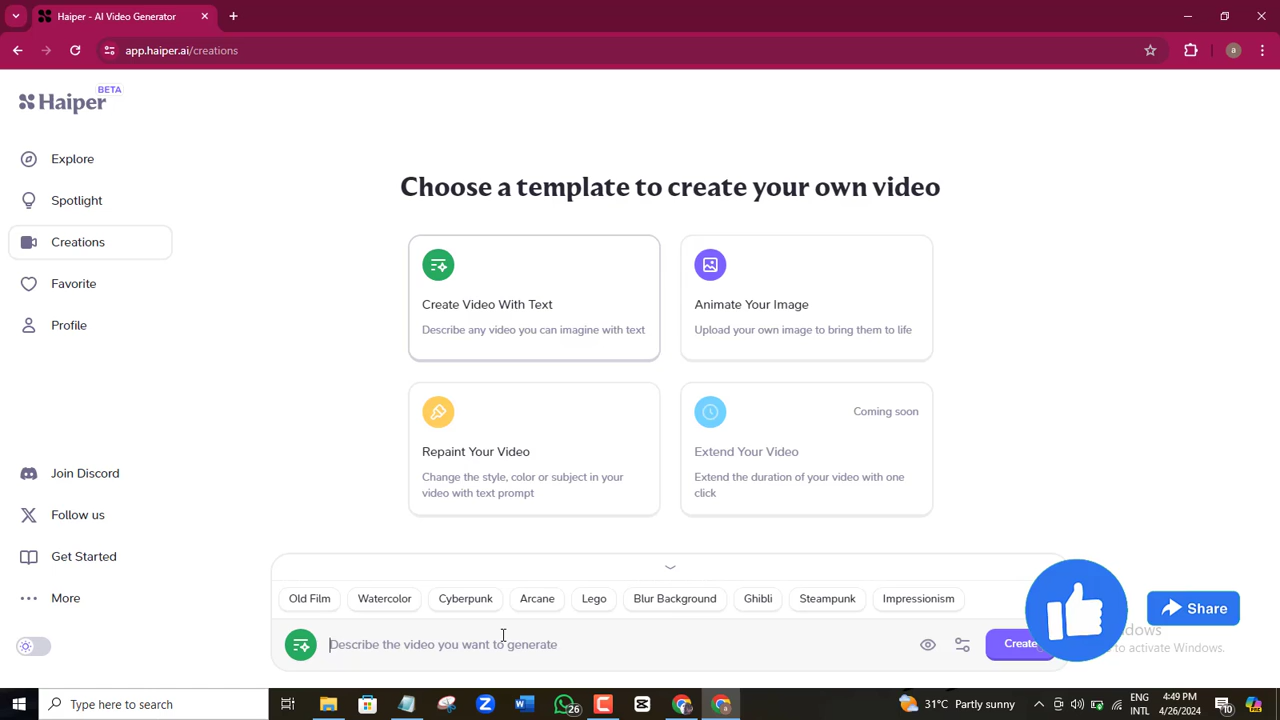 Haiper - AI Video Generator
app.haiper.ai/creations
a
Haiper BETA
Explore
Spotlight
Creations
Favorite
Profile
Join Discord
Follow us
Get Started
More
Choose a template to create your own video
Create Video With Text
Describe any video you can imagine with text
Animate Your Image
Upload your own image to bring them to life
Repaint Your Video
Change the style, color or subject in your
video with text prompt
Coming soon
Extend Your Video
Extend the duration of your video with one
click
Old Film Watercolor Cyberpunk Arcane Lego Blur Background Ghibli Steampunk Impressionism
Describe the video you want to generate
Create
Share
to activate Windows.
Type here to search
26
31°C Partly sunny
ENG
INTL
4:49 PM
4/26/2024
10